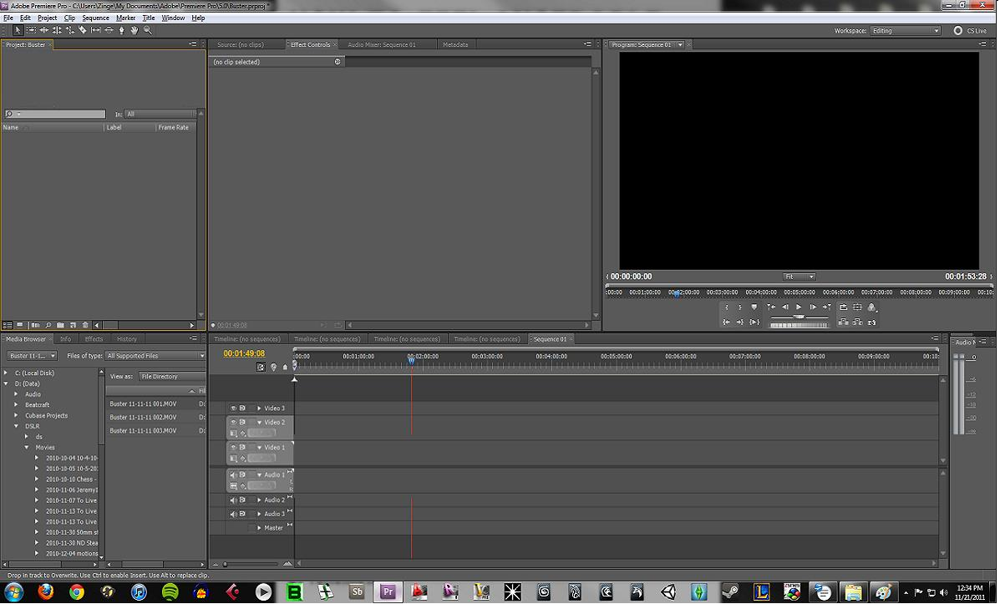 Adobe Premiere Pro - C:\Users\Zinge\My Documents\Adobe\Premiere Pro\5.0\Buster.prproj *
File Edit Project Clip Sequence Marker Title Window Help
Workspace: Editing CS Live
Project: Buster
Source: (no clips) Effect Controls Audio Mixer: Sequence 01 Metadata
Program: Sequence 01
(no clip selected)
In: All
Name Label Frame Rate
00:00:00:00 Fit 00:01:53:28
:00:00 00:01:00:00 00:02:00:00 00:03:00:00 00:04:00:00 00:05:00:00 00:06:00:00 00:07:00:00 00:08:00:00 00:09:00:00 00:10:
00:01:49:08
Media Browser Info Effects History
Buster 11-1... Files of type: All Supported Files
C: (Local Disk)
D: (Data)
Audio
Beatcraft
Cubase Projects
DSLR
ds
Movies
2010-10-04 10-4-10-
2010-10-05 10-5-20
2010-10-10 Chess -
2010-11-06 Jeremy
2010-11-07 To Live
2010-11-13 To Live
2010-11-13 To Live
2010-11-30 50mm s
2010-11-30 ND Stea
2010-12-04 motions
View as: File Directory
Fil
Buster 11-11-11 001.MOV D:
Buster 11-11-11 002.MOV D:
Buster 11-11-11 003.MOV D:
Timeline: (no sequences) Timeline: (no sequences) Timeline: (no sequences) Timeline: (no sequences) Sequence 01
00:01:49:08
:00:00 00:01:00:00 00:02:00:00 00:03:00:00 00:04:00:00 00:05:00:00 00:06:00:00 00:07:00:00 00:08:00:00 00:09:00:00 00:10:
Video 3
Video 2
Video 1
Audio 1
L
R
Audio 2
Audio 3
Master
Audio M
0
-6
-12
-18
-30
Drop in track to Overwrite. Use Ctrl to enable Insert. Use Alt to replace clip.
Sb Pr
12:34 PM
11/21/2011